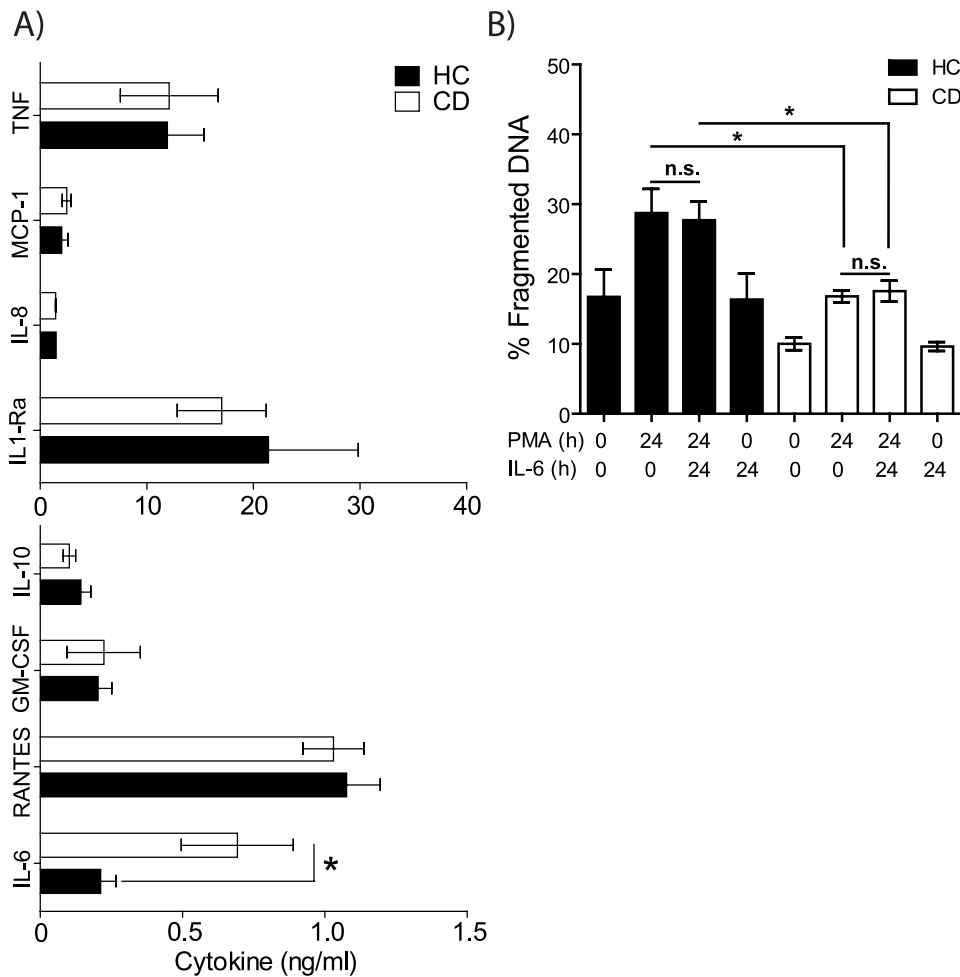 A)
HC
CD
TNF
MCP-1
IL-8
IL1-Ra
0 10 20 30 40
IL-10
GM-CSF
RANTES
IL-6
*
0 0.5 1.0 1.5
Cytokine (ng/ml)
B)
HC
CD
% Fragmented DNA
50
40
30
20
10
0
*
*
n.s.
n.s.
PMA (h) 0 24 24 0 0 24 24 0
IL-6 (h) 0 0 24 24 0 0 24 24